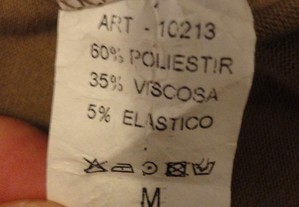 ART - 10213
60% POLIESTIR
35% VISCOSA
5% ELASTICO
M